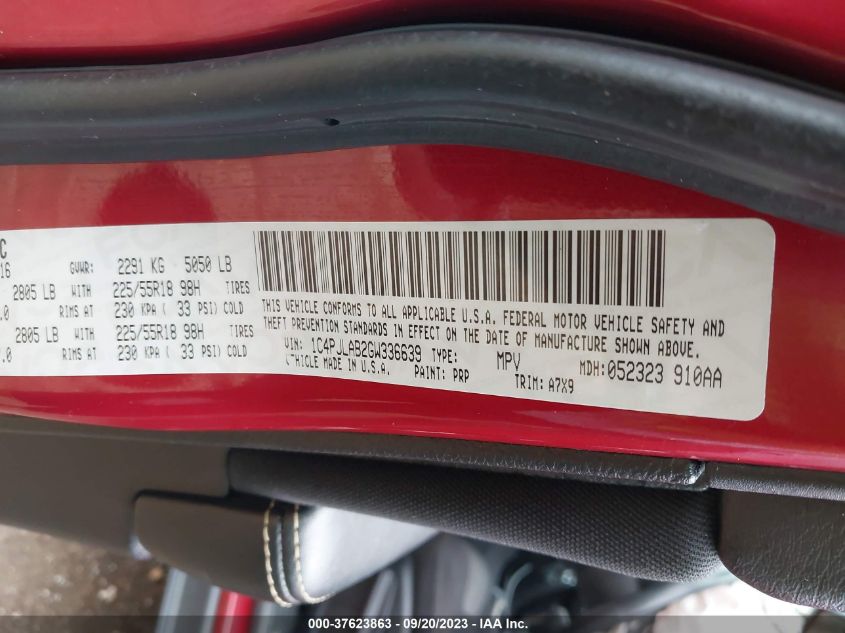 C
16 GVWR: 2291 KG 5050 LB
2805 LB WITH 225/55R18 98H TIRES
.0 RIMS AT 230 KPA ( 33 PSI) COLD
2805 LB WITH 225/55R18 98H TIRES
7.0 RIMS AT 230 KPA ( 33 PSI) COLD
THIS VEHICLE CONFORMS TO ALL APPLICABLE U.S.A. FEDERAL MOTOR VEHICLE SAFETY AND
THEFT PREVENTION STANDARDS IN EFFECT ON THE DATE OF MANUFACTURE SHOWN ABOVE.
VIN: 1C4PJLAB2GW336639 TYPE: MPV MDH:052323 910AA
VEHICLE MADE IN U.S.A. PAINT: PRP TRIM: A7X9
000-37623863 - 09/20/2023 - © IAA Inc.